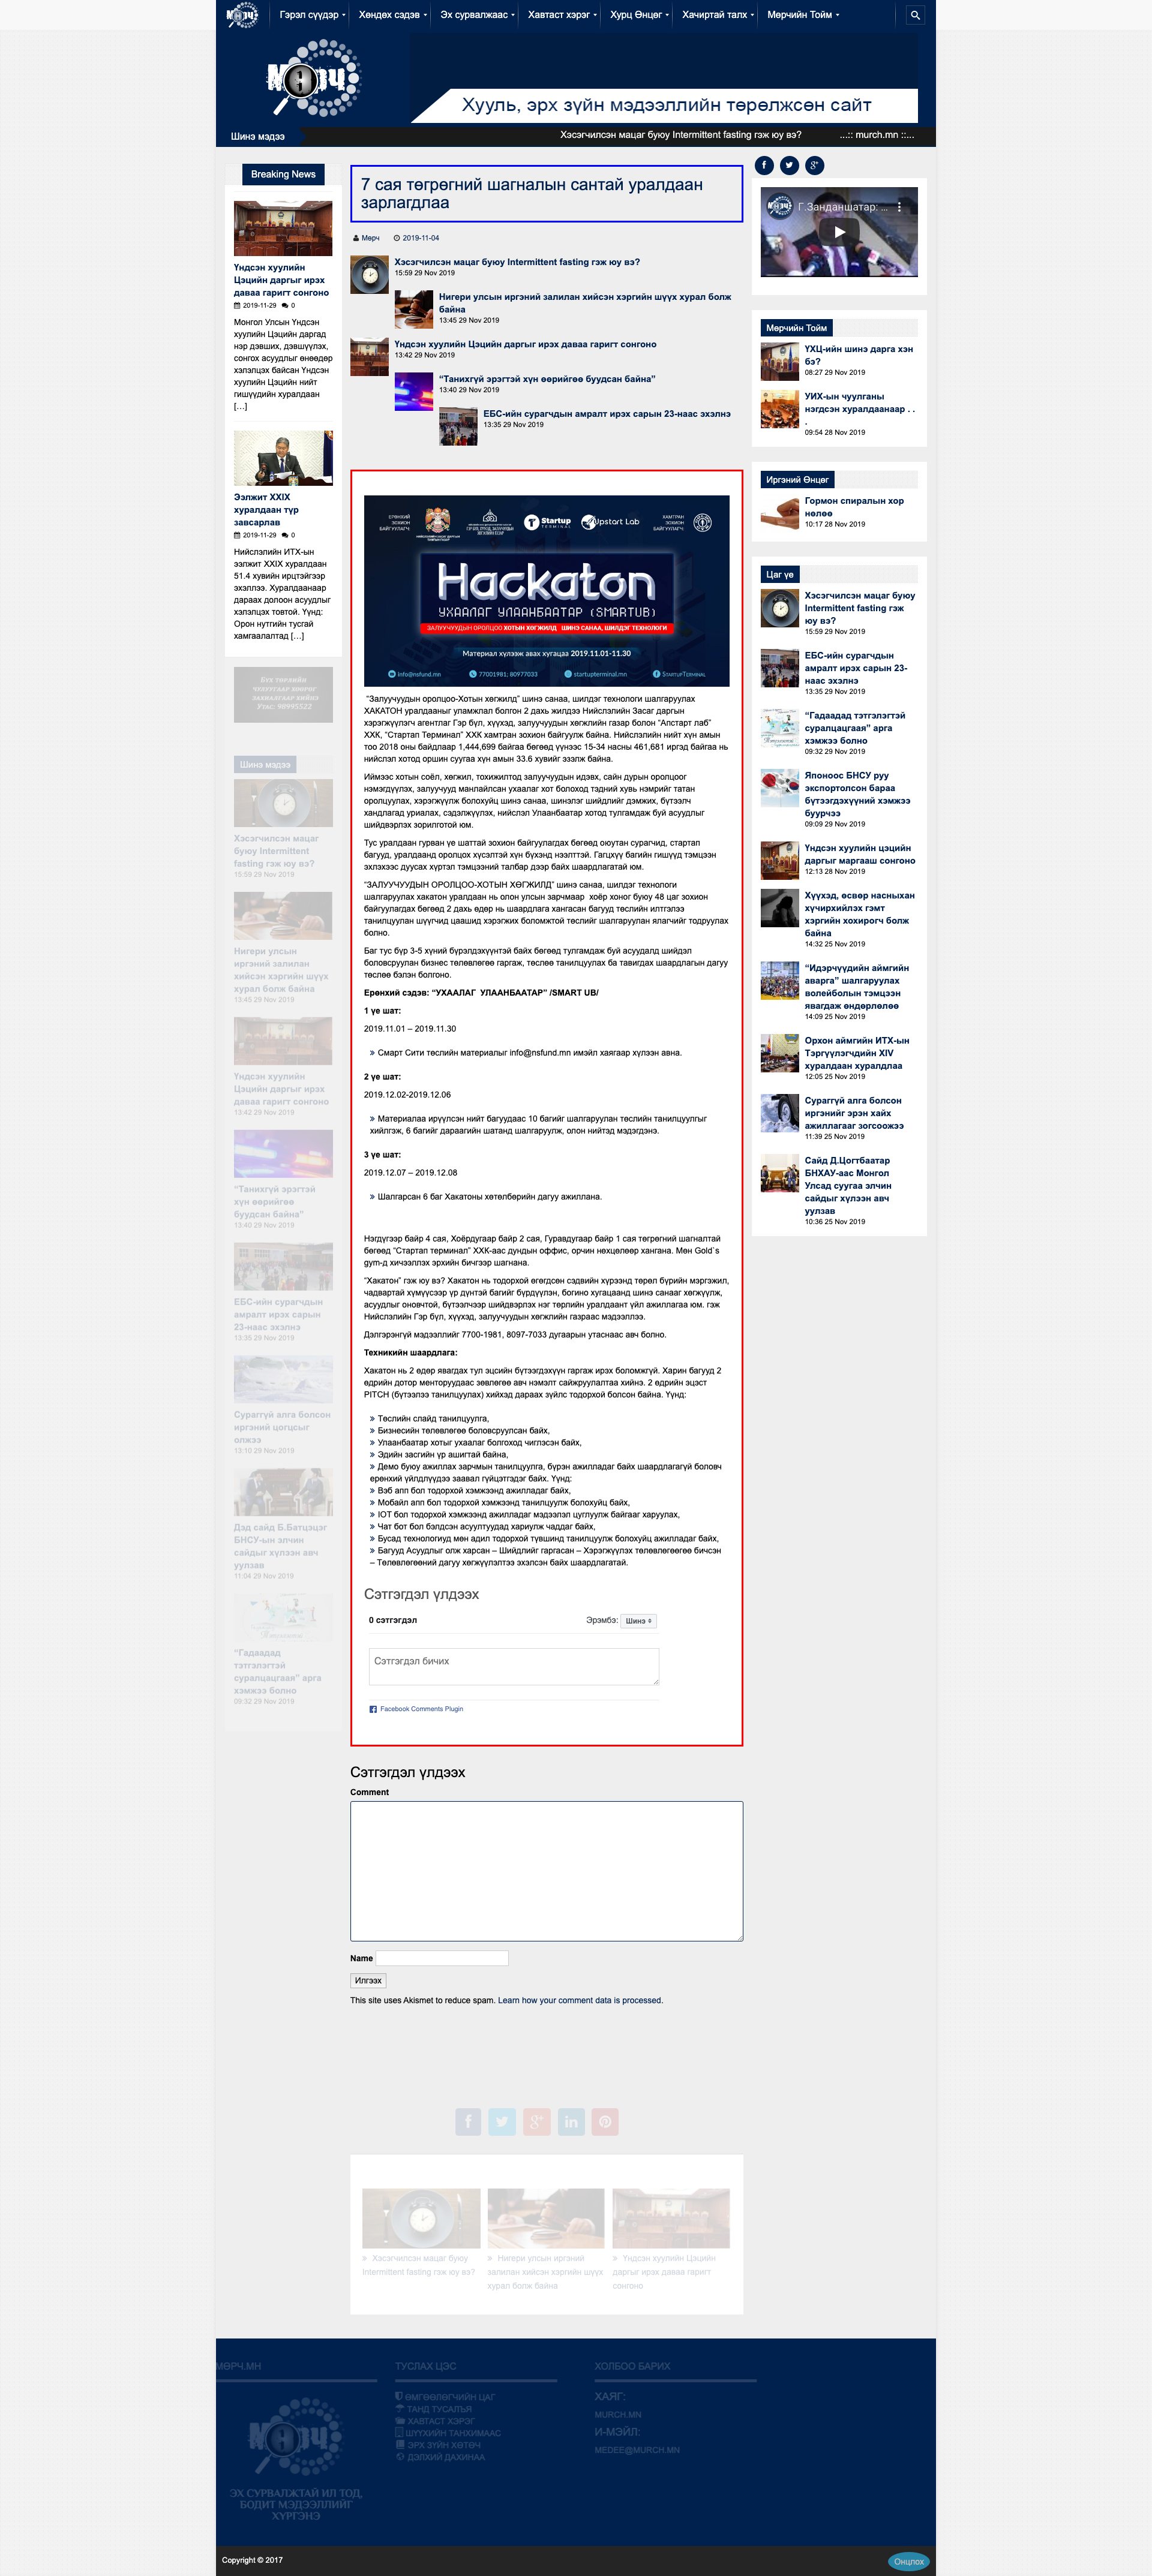 МӨРЧ
Гэрэл сүүдэр
Хөндөх сэдэв
Эх сурвалжаас
Хавтаст хэрэг
Хурц Өнцөг
Хачиртай талх
Мөрчийн Тойм
Хууль, эрх зүйн мэдээллийн төрөлжсөн сайт
Шинэ мэдээ
Хэсэгчилсэн мацаг буюу Intermittent fasting гэж юу вэ?
...:: murch.mn ::...
Breaking News
Үндсэн хуулийн
Цэцийн даргыг ирэх
даваа гаригт сонгоно
2019-11-29 0
Монгол Улсын Үндсэн
хуулийн Цэцийн даргад
нэр дэвших, дэвшүүлэх,
сонгох асуудлыг өнөөдөр
хэлэлцэх байсан Үндсэн
хуулийн Цэцийн нийт
гишүүдийн хуралдаан
[…]
Ээлжит XXIX
хуралдаан түр
завсарлав
2019-11-29 0
Нийслэлийн ИТХ-ын
ээлжит XXIX хуралдаан
51.4 хувийн ирцтэйгээр
эхэллээ. Хуралдаанаар
дараах долоон асуудлыг
хэлэлцэх товтой. Үүнд:
Орон нутгийн тусгай
хамгаалалтад […]
Шинэ мэдээ
Хэсэгчилсэн мацаг
буюу Intermittent
fasting гэж юу вэ?
15:59 29 Nov 2019
Нигери улсын
иргэний залилан
хийсэн хэргийн шүүх
хурал болж байна
13:45 29 Nov 2019
Үндсэн хуулийн
Цэцийн даргыг ирэх
даваа гаригт сонгоно
13:42 29 Nov 2019
“Танихгүй эрэгтэй
хүн өөрийгөө
буудсан байна”
13:40 29 Nov 2019
ЕБС-ийн сурагчдын
амралт ирэх сарын
23-наас эхэлнэ
13:35 29 Nov 2019
Сураггүй алга болсон
иргэний цогцсыг
олжээ
13:10 29 Nov 2019
Дэд сайд Б.Батцэцэг
БНСУ-ын элчин
сайдыг хүлээн авч
уулзав
11:04 29 Nov 2019
“Гадаадад
тэтгэлэгтэй
суралцацгаая” арга
хэмжээ болно
09:32 29 Nov 2019
7 сая төгрөгний шагналын сантай уралдаан
зарлагдлаа
Мөрч 2019-11-04
Хэсэгчилсэн мацаг буюу Intermittent fasting гэж юу вэ?
15:59 29 Nov 2019
Нигери улсын иргэний залилан хийсэн хэргийн шүүх хурал болж
байна
13:45 29 Nov 2019
Үндсэн хуулийн Цэцийн даргыг ирэх даваа гаригт сонгоно
13:42 29 Nov 2019
“Танихгүй эрэгтэй хүн өөрийгөө буудсан байна”
13:40 29 Nov 2019
ЕБС-ийн сурагчдын амралт ирэх сарын 23-наас эхэлнэ
13:35 29 Nov 2019
ЕРӨНХИЙ ЗОХИОН БАЙГУУЛАГЧ
Startup TERMINAL
Upstart Lab
ХАМТРАН ЗОХИОН БАЙГУУЛАГЧ
Hackaton
УХААЛАГ УЛААНБААТАР (SMARTUB)
ЗАЛУУЧУУДЫН ОРОЛЦОО ХОТЫН ХӨГЖИЛД ШИНЭ САНАА, ШИЛДЭГ ТЕХНОЛОГИ
Материал хүлээж авах хугацаа 2019.11.01-11.30
info@nsfund.mn 77001981; 80977033 startupterminal.mn StartupTerminal
“Залуучуудын оролцоо-Хотын хөгжилд” шинэ санаа, шилдэг технологи шалгаруулах
ХАКАТОН уралдааныг уламжлал болгон 2 дахь жилдээ Нийслэлийн Засаг даргын
хэрэгжүүлэгч агентлаг Гэр бүл, хүүхэд, залуучуудын хөгжлийн газар болон “Апстарт лаб”
ХХК, “Стартап Терминал” ХХК хамтран зохион байгуулж байна. Нийслэлийн нийт хүн амын
тоо 2018 оны байдлаар 1,444,699 байгаа бөгөөд үүнээс 15-34 насны 461,681 иргэд байгаа нь
нийслэл хотод оршин суугаа хүн амын 33.6 хувийг эзэлж байна.
Иймээс хотын соёл, хөгжил, тохижилтод залуучуудын идэвх, сайн дурын оролцоог
нэмэгдүүлэх, залуучууд манлайлсан ухаалаг хот болоход тэдний хувь нэмрийг татан
оролцуулах, хэрэгжүүлж болохуйц шинэ санаа, шинэлэг шийдлийг дэмжих, бүтээлч
хандлагад уриалах, сэдэлжүүлэх, нийслэл Улаанбаатар хотод тулгамдаж буй асуудлыг
шийдвэрлэх зорилготой юм.
Тус уралдаан гурван үе шаттай зохион байгуулагдах бөгөөд оюутан сурагчид, стартап
багууд, уралдаанд оролцох хүсэлтэй хүн бүхэнд нээлттэй. Гагцхүү багийн гишүүд тэмцээн
эхлэхээс дуусах хүртэл тэмцээний талбар дээр байх шаардлагатай юм.
“ЗАЛУУЧУУДЫН ОРОЛЦОО-ХОТЫН ХӨГЖИЛД” шинэ санаа, шилдэг технологи
шалгаруулах хакатон уралдаан нь олон улсын зарчмаар хоёр хоног буюу 48 цаг зохион
байгуулагдах бөгөөд 2 дахь өдөр нь шаардлага хангасан багууд төслийн илтгэлээ
танилцуулан шүүгчид цаашид хэрэгжих боломжтой төслийг шалгаруулан ялагчийг тодруулах
болно.
Баг тус бүр 3-5 хүний бүрэлдэхүүнтэй байх бөгөөд тулгамдаж буй асуудалд шийдэл
боловсруулан бизнес төлөвлөгөө гаргаж, төслөө танилцуулах ба тавигдах шаардлагын дагуу
төслөө бэлэн болгоно.
Ерөнхий сэдэв: “УХААЛАГ УЛААНБААТАР” /SMART UB/
1 үе шат:
2019.11.01 – 2019.11.30
» Смарт Сити төслийн материалыг info@nsfund.mn имэйл хаягаар хүлээн авна.
2 үе шат:
2019.12.02-2019.12.06
» Материалаа ирүүлсэн нийт багуудаас 10 багийг шалгаруулан төслийн танилцуулгыг
хийлгэж, 6 багийг дараагийн шатанд шалгаруулж, олон нийтэд мэдэгдэнэ.
3 үе шат:
2019.12.07 – 2019.12.08
» Шалгарсан 6 баг Хакатоны хөтөлбөрийн дагуу ажиллана.
Нэгдүгээр байр 4 сая, Хоёрдугаар байр 2 сая, Гуравдугаар байр 1 сая төгрөгний шагналтай
бөгөөд “Стартап терминал” ХХК-аас дундын оффис, орчин нөхцөлөөр хангана. Мөн Gold`s
gym-д хичээллэх эрхийн бичгээр шагнана.
“Хакатон” гэж юу вэ? Хакатон нь тодорхой өгөгдсөн сэдвийн хүрээнд төрөл бүрийн мэргэжил,
чадвартай хүмүүсээр үр дүнтэй багийг бүрдүүлэн, богино хугацаанд шинэ санааг хөгжүүлж,
асуудлыг оновчтой, бүтээлчээр шийдвэрлэх нэг төрлийн уралдаант үйл ажиллагаа юм. гэж
Нийслэлийн Гэр бүл, хүүхэд, залуучуудын хөгжлийн газраас мэдээллээ.
Дэлгэрэнгүй мэдээллийг 7700-1981, 8097-7033 дугаарын утаснаас авч болно.
Техникийн шаардлага:
Хакатон нь 2 өдөр явагдах тул эцсийн бүтээгдэхүүн гаргаж ирэх боломжгүй. Харин багууд 2
өдрийн дотор менторуудаас зөвлөгөө авч нэмэлт сайжруулалтаа хийнэ. 2 өдрийн эцэст
PITCH (бүтээлээ танилцуулах) хийхэд дараах зүйлс тодорхой болсон байна. Үүнд:
» Төслийн слайд танилцуулга,
» Бизнесийн төлөвлөгөө боловсруулсан байх,
» Улаанбаатар хотыг ухаалаг болгоход чиглэсэн байх,
» Эдийн засгийн үр ашигтай байна,
» Демо буюу ажиллах зарчмын танилцуулга, бүрэн ажилладаг байх шаардлагагүй боловч
ерөнхий үйлдлүүдээ заавал гүйцэтгэдэг байх. Үүнд:
» Вэб апп бол тодорхой хэмжээнд ажилладаг байх,
» Мобайл апп бол тодорхой хэмжээнд танилцуулж болохуйц байх,
» IOT бол тодорхой хэмжээнд ажилладаг мэдээлэл цуглуулж байгааг харуулах,
» Чат бот бол бэлдсэн асуултуудад хариулж чаддаг байх,
» Бусад технологиуд мөн адил тодорхой түвшинд танилцуулж болохуйц ажилладаг байх,
» Багууд Асуудлыг олж харсан – Шийдлийг гаргасан – Хэрэгжүүлэх төлөвлөгөөгөө бичсэн
– Төлөвлөгөөний дагуу хөгжүүлэлтээ эхэлсэн байх шаардлагатай.
Сэтгэгдэл үлдээх
0 сэтгэгдэл
Эрэмбэ: Шинэ
Сэтгэгдэл бичих
Facebook Comments Plugin
Сэтгэгдэл үлдээх
Comment
Name
Илгээх
This site uses Akismet to reduce spam. Learn how your comment data is processed.
» Хэсэгчилсэн мацаг буюу
Intermittent fasting гэж юу вэ?
» Нигери улсын иргэний
залилан хийсэн хэргийн шүүх
хурал болж байна
» Үндсэн хуулийн Цэцийн
даргыг ирэх даваа гаригт
сонгоно
Г.Занданшатар: ...
Мөрчийн Тойм
ҮХЦ-ийн шинэ дарга хэн
бэ?
08:27 29 Nov 2019
УИХ-ын чуулганы
нэгдсэн хуралдаанаар . .
.
09:54 28 Nov 2019
Иргэний Өнцөг
Гормон спиралын хор
нөлөө
10:17 28 Nov 2019
Цаг үе
Хэсэгчилсэн мацаг буюу
Intermittent fasting гэж
юу вэ?
15:59 29 Nov 2019
ЕБС-ийн сурагчдын
амралт ирэх сарын 23-
наас эхэлнэ
13:35 29 Nov 2019
“Гадаадад тэтгэлэгтэй
суралцацгаая” арга
хэмжээ болно
09:32 29 Nov 2019
Японоос БНСУ руу
экспортолсон бараа
бүтээгдэхүүний хэмжээ
буурчээ
09:09 29 Nov 2019
Үндсэн хуулийн цэцийн
даргыг маргааш сонгоно
12:13 28 Nov 2019
Хүүхэд, өсвөр насныхан
хүчирхийлэх гэмт
хэргийн хохирогч болж
байна
14:32 25 Nov 2019
“Идэрчүүдийн аймгийн
аварга” шалгаруулах
волейболын тэмцээн
явагдаж өндөрлөлөө
14:09 25 Nov 2019
Орхон аймгийн ИТХ-ын
Тэргүүлэгчдийн XIV
хуралдаан хуралдлаа
12:05 25 Nov 2019
Сураггүй алга болсон
иргэнийг эрэн хайх
ажиллагааг зогсоожээ
11:39 25 Nov 2019
Сайд Д.Цогтбаатар
БНХАУ-аас Монгол
Улсад суугаа элчин
сайдыг хүлээн авч
уулзав
10:36 25 Nov 2019
МӨРЧ.МН
ЭХ СУРВАЛЖТАЙ ИЛ ТОД,
БОДИТ МЭДЭЭЛЛИЙГ
ХҮРГЭНЭ
ТУСЛАХ ЦЭС
ӨМГӨӨЛӨГЧИЙН ЦАГ
ТАНД ТУСАЛЪЯ
ХАВТАСТ ХЭРЭГ
ШҮҮХИЙН ТАНХИМААС
ЭРХ ЗҮЙН ХӨТӨЧ
ДЭЛХИЙ ДАХИНАА
ХОЛБОО БАРИХ
ХАЯГ:
MURCH.MN
И-МЭЙЛ:
MEDEE@MURCH.MN
Copyright © 2017
Онцлох